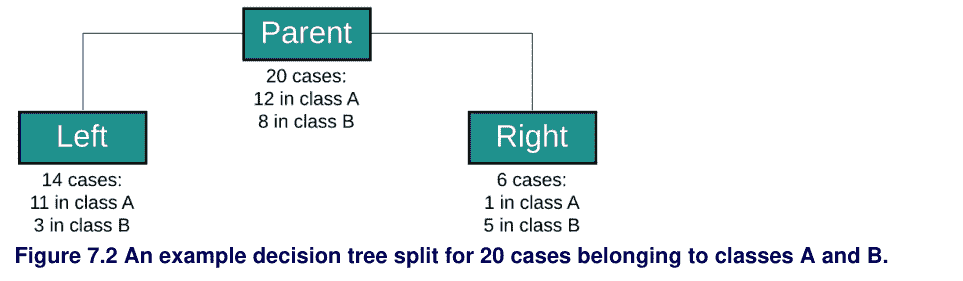 Parent
20 cases:
12 in class A
8 in class B
Left
14 cases:
11 in class A
3 in class B
Right
6 cases:
1 in class A
5 in class B
Figure 7.2 An example decision tree split for 20 cases belonging to classes A and B.